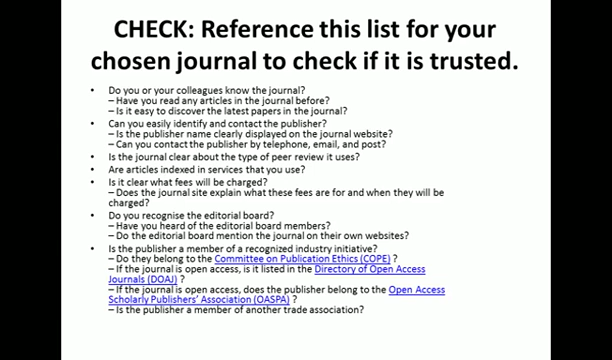 CHECK: Reference this list for your
chosen journal to check if it is trusted.
• Do you or your colleagues know the journal?
– Have you read any articles in the journal before?
– Is it easy to discover the latest papers in the journal?
• Can you easily identify and contact the publisher?
– Is the publisher name clearly displayed on the journal website?
– Can you contact the publisher by telephone, email, and post?
• Is the journal clear about the type of peer review it uses?
• Are articles indexed in services that you use?
• Is it clear what fees will be charged?
– Does the journal site explain what these fees are for and when they will be
charged?
• Do you recognise the editorial board?
– Have you heard of the editorial board members?
– Do the editorial board mention the journal on their own websites?
• Is the publisher a member of a recognized industry initiative?
– Do they belong to the Committee on Publication Ethics (COPE) ?
– If the journal is open access, is it listed in the Directory of Open Access
Journals (DOAJ) ?
– If the journal is open access, does the publisher belong to the Open Access
Scholarly Publishers’ Association (OASPA) ?
– Is the publisher a member of another trade association?